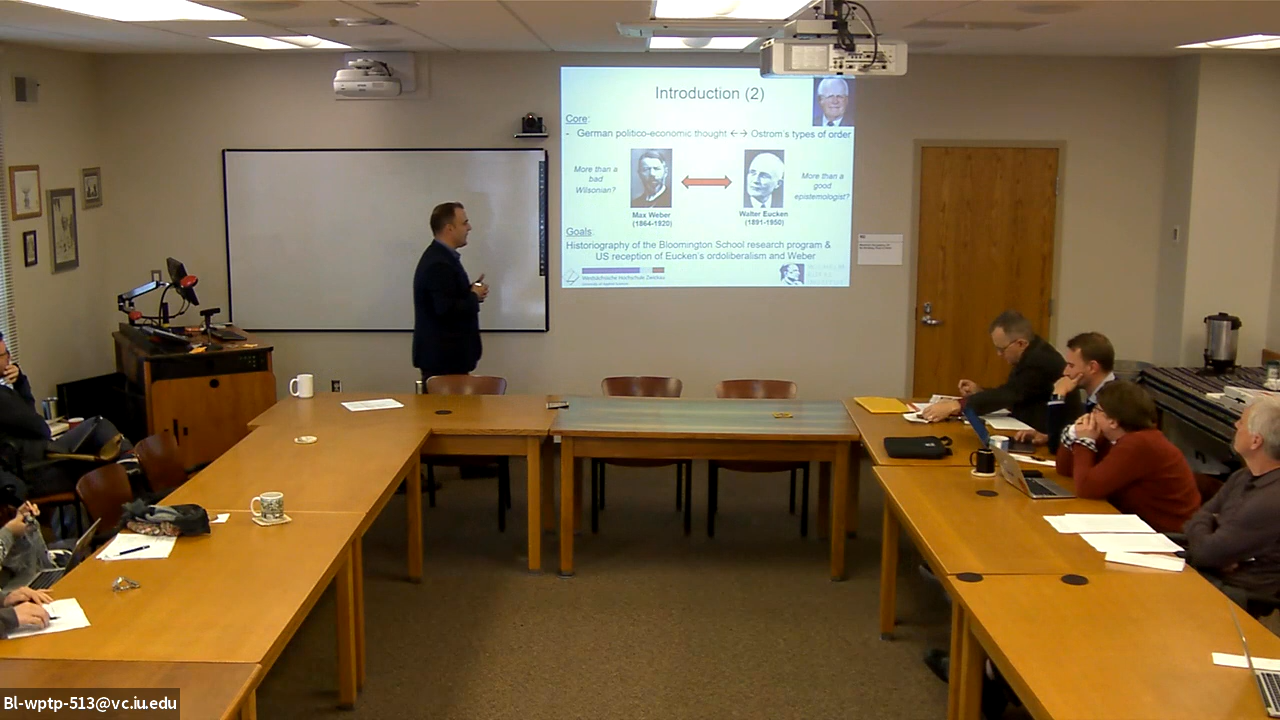 Introduction (2)
Core:
- German politico-economic thought ←→ Ostrom's types of order
More than a
bad
Wilsonian?
Max Weber
(1864-1920)
Walter Eucken
(1891-1950)
More than a
good
epistemologist?
Goals:
Historiography of the Bloomington School research program &
US reception of Eucken's ordoliberalism and Weber
Westsächsische Hochschule Zwickau
Bl-wptp-513@vc.iu.edu